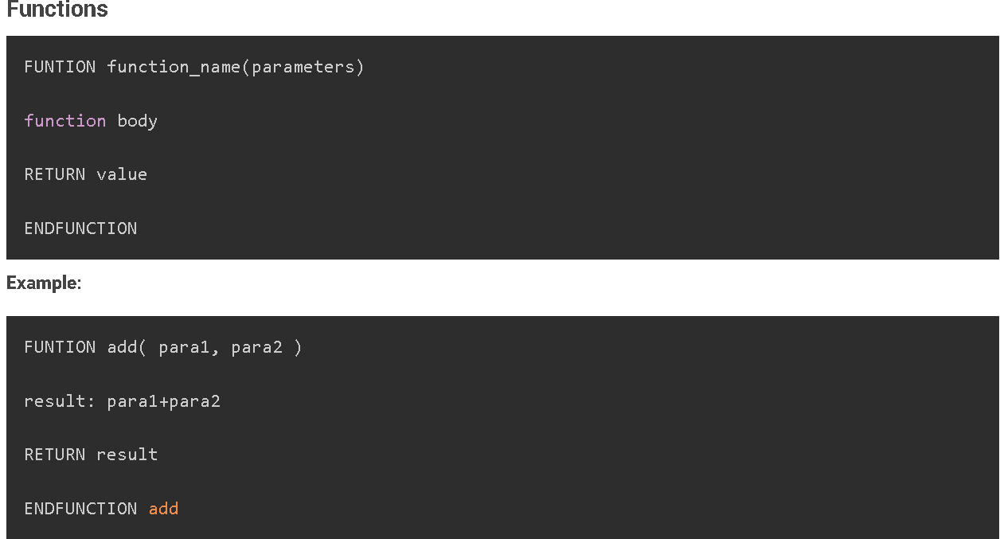 Functions
FUNTION function_name(parameters)
function body
RETURN value
ENDFUNCTION
Example:
FUNTION add( para1, para2 )
result: para1+para2
RETURN result
ENDFUNCTION add